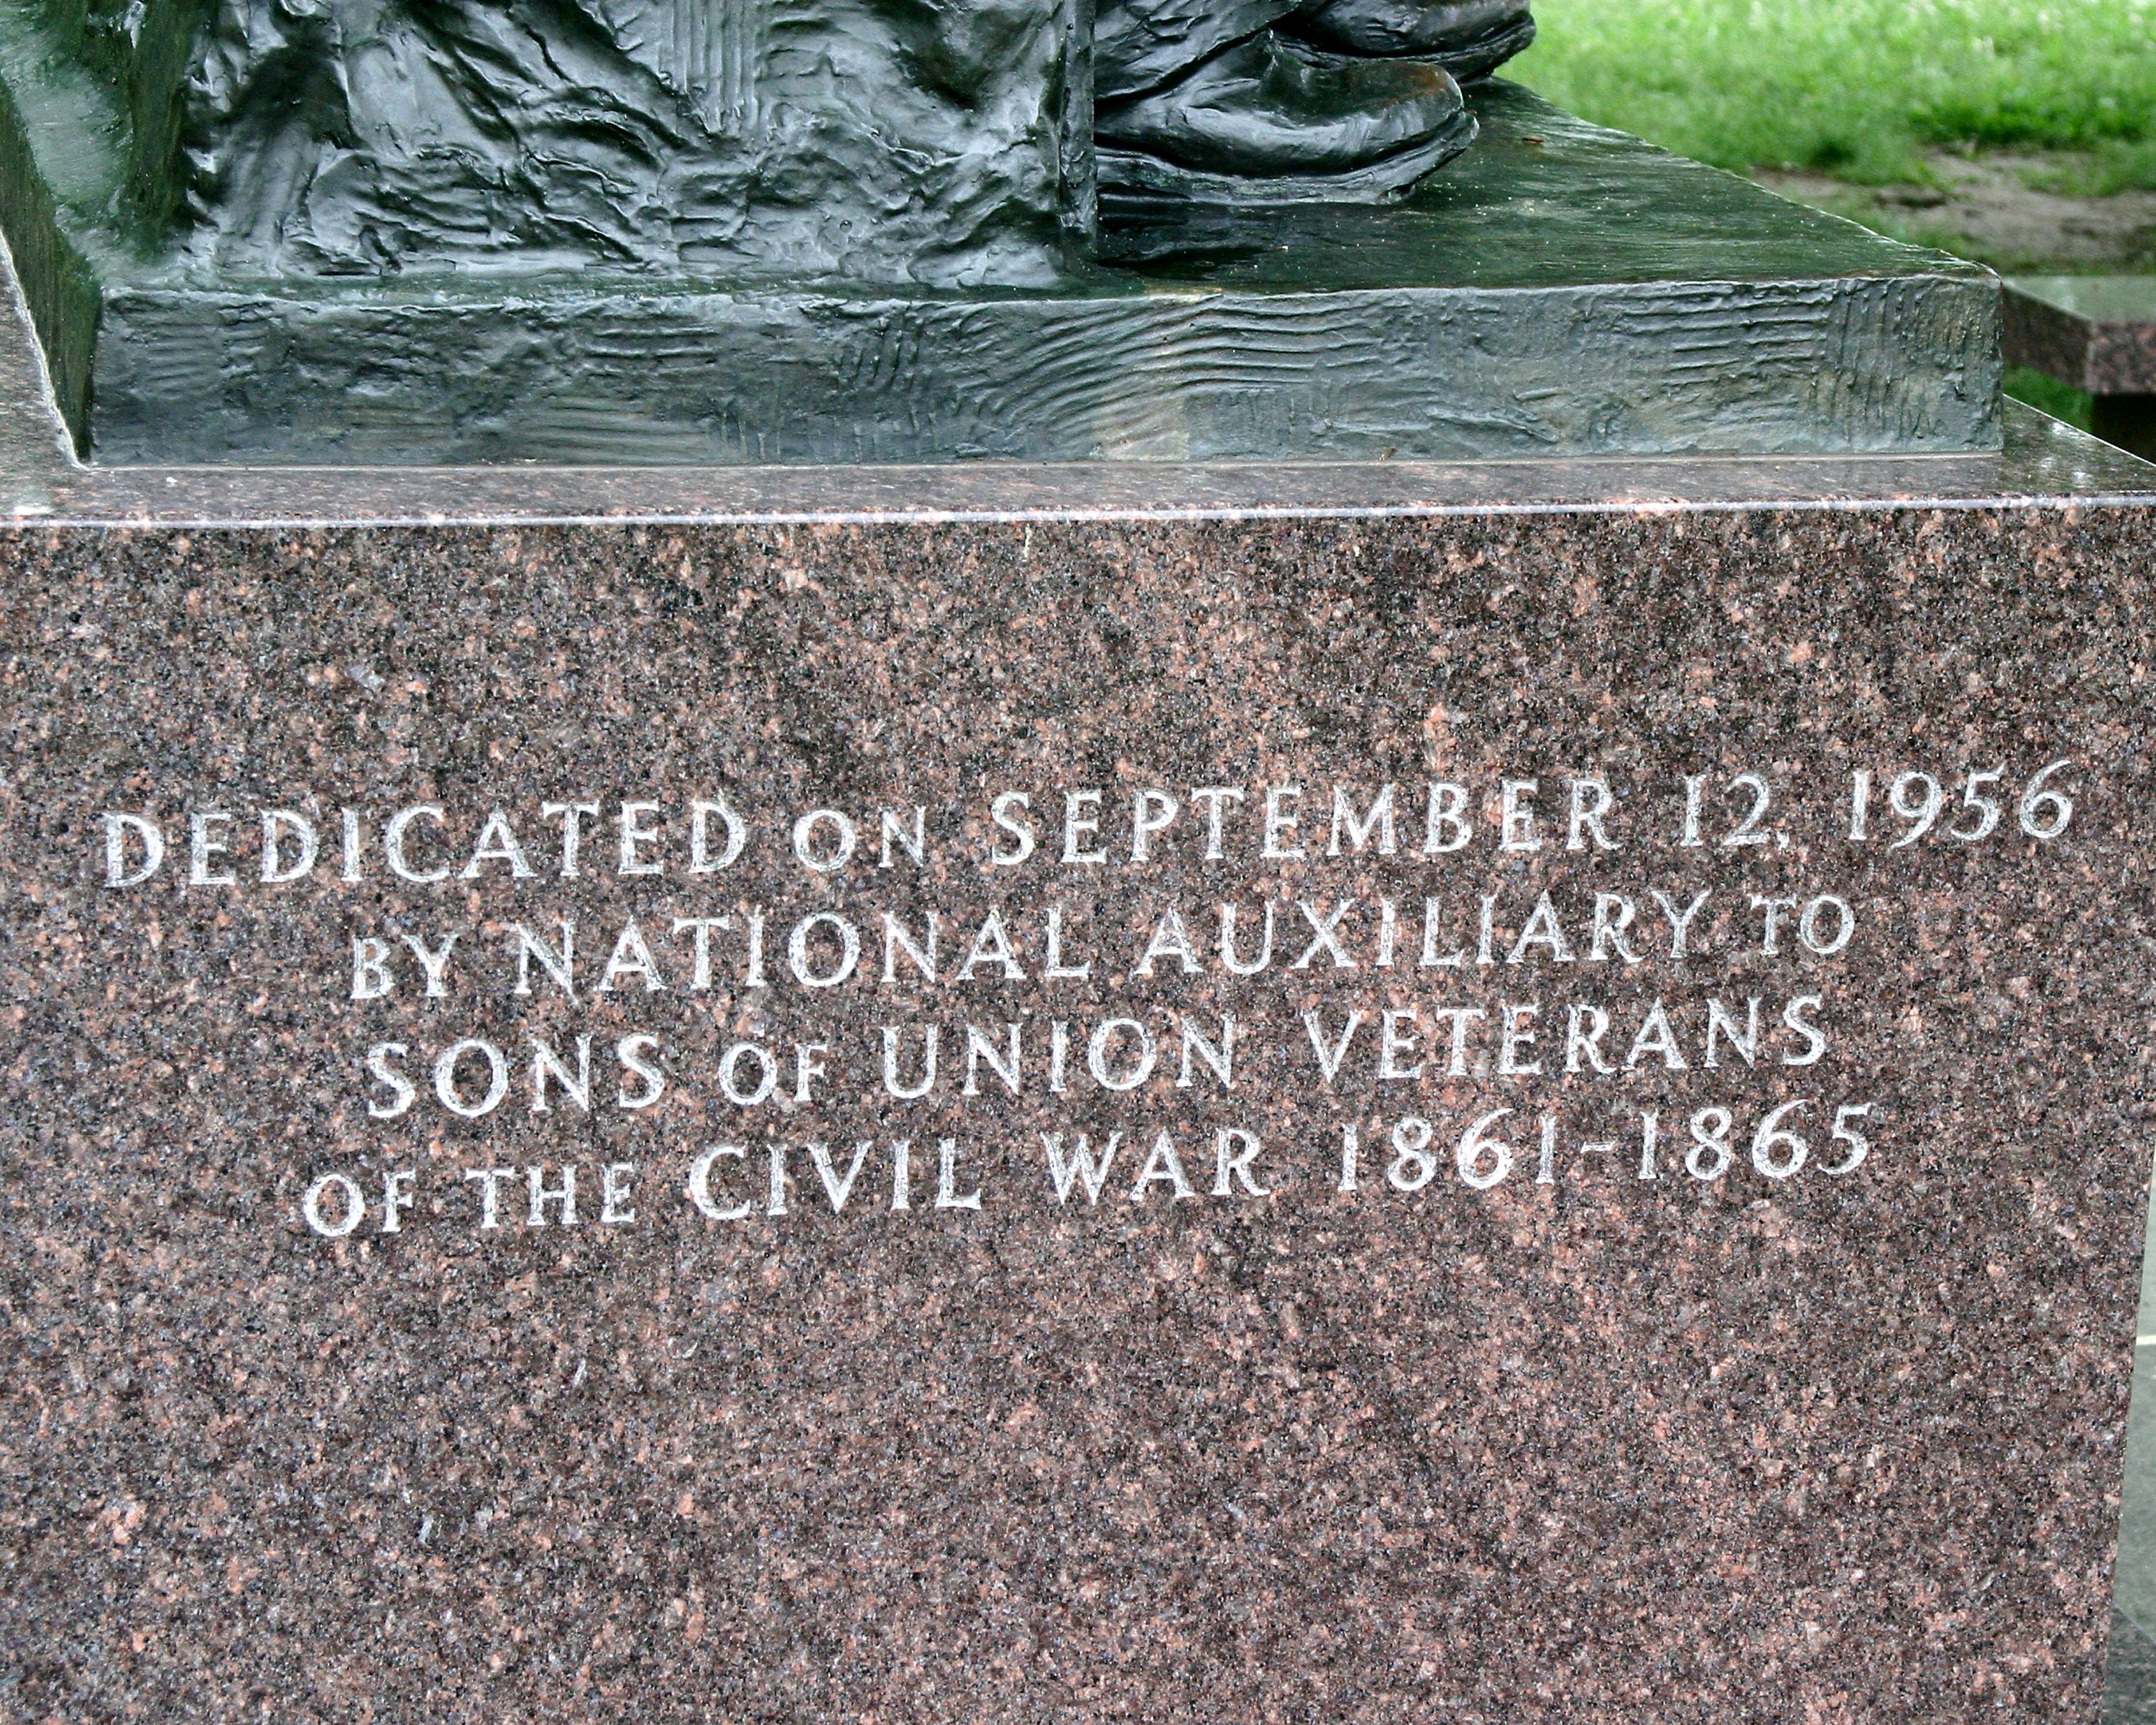 DEDICATED ON SEPTEMBER 12, 1956
BY NATIONAL AUXILIARY TO
SONS OF UNION VETERANS
OF THE CIVIL WAR 1861-1865